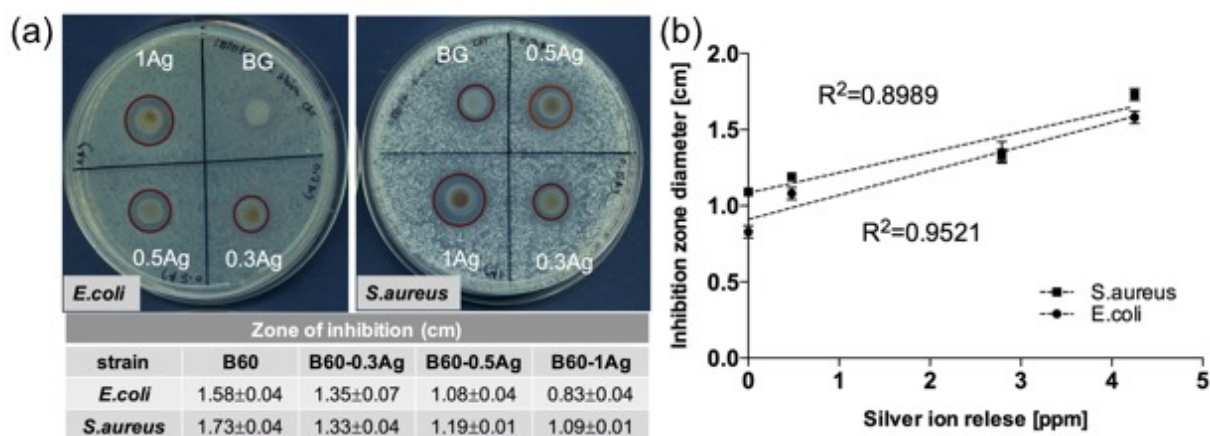 (a)
1Ag
BG
0.5Ag
0.3Ag
E.coli
BG
0.5Ag
1Ag
0.3Ag
S.aureus
Zone of inhibition (cm)
strain B60 B60-0.3Ag B60-0.5Ag B60-1Ag
E.coli 1.58±0.04 1.35±0.07 1.08±0.04 0.83±0.04
S.aureus 1.73±0.04 1.33±0.04 1.19±0.01 1.09±0.01
(b)
Inhibition zone diameter [cm]
2.0
1.5
1.0
0.5
0.0
R²=0.8989
R²=0.9521
S.aureus
E.coli
0 1 2 3 4 5
Silver ion relese [ppm]